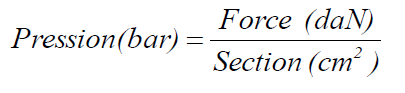 Pression(bar) = Force (daN) / Section (cm²)